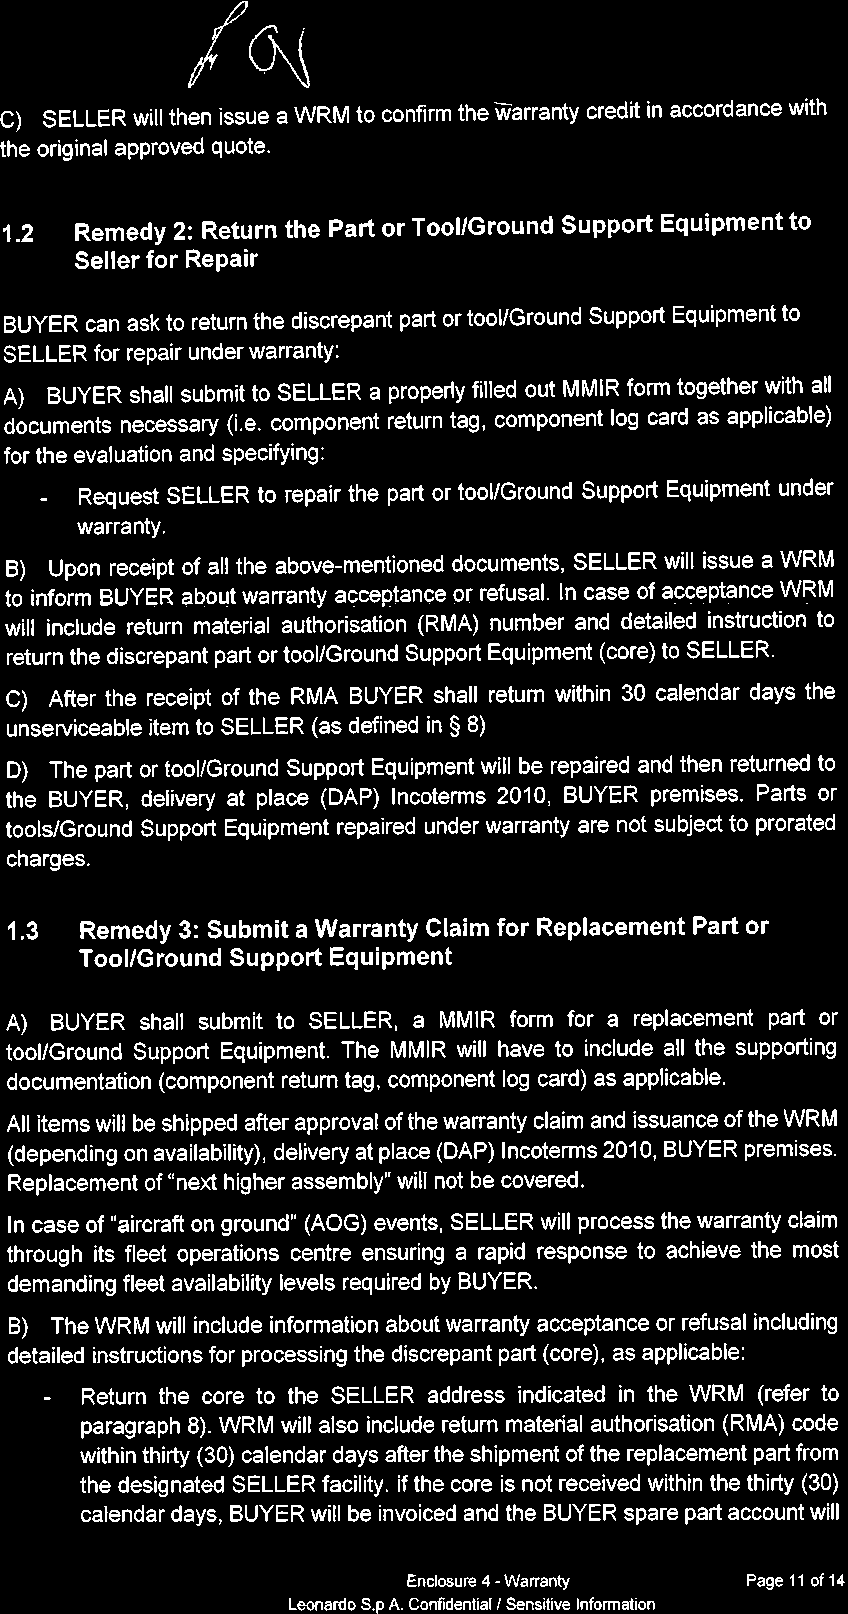 C) SELLER will then issue a WRM to confirm the warranty credit in accordance with
the original approved quote.
1.2 Remedy 2: Return the Part or Tool/Ground Support Equipment to
Seller for Repair
BUYER can ask to return the discrepant part or tool/Ground Support Equipment to
SELLER for repair under warranty:
A) BUYER shall submit to SELLER a properly filled out MMIR form together with all
documents necessary (i.e. component return tag, component log card as applicable)
for the evaluation and specifying:
- Request SELLER to repair the part or tool/Ground Support Equipment under
warranty.
B) Upon receipt of all the above-mentioned documents, SELLER will issue a WRM
to inform BUYER about warranty acceptance or refusal. In case of acceptance WRM
will include return material authorisation (RMA) number and detailed instruction to
return the discrepant part or tool/Ground Support Equipment (core) to SELLER.
C) After the receipt of the RMA BUYER shall return within 30 calendar days the
unserviceable item to SELLER (as defined in § 8)
D) The part or tool/Ground Support Equipment will be repaired and then returned to
the BUYER, delivery at place (DAP) Incoterms 2010, BUYER premises. Parts or
tools/Ground Support Equipment repaired under warranty are not subject to prorated
charges.
1.3 Remedy 3: Submit a Warranty Claim for Replacement Part or
Tool/Ground Support Equipment
A) BUYER shall submit to SELLER, a MMIR form for a replacement part or
tool/Ground Support Equipment. The MMIR will have to include all the supporting
documentation (component return tag, component log card) as applicable.
All items will be shipped after approval of the warranty claim and issuance of the WRM
(depending on availability), delivery at place (DAP) Incoterms 2010, BUYER premises.
Replacement of “next higher assembly” will not be covered.
In case of “aircraft on ground” (AOG) events, SELLER will process the warranty claim
through its fleet operations centre ensuring a rapid response to achieve the most
demanding fleet availability levels required by BUYER.
B) The WRM will include information about warranty acceptance or refusal including
detailed instructions for processing the discrepant part (core), as applicable:
- Return the core to the SELLER address indicated in the WRM (refer to
paragraph 8). WRM will also include return material authorisation (RMA) code
within thirty (30) calendar days after the shipment of the replacement part from
the designated SELLER facility. if the core is not received within the thirty (30)
calendar days, BUYER will be invoiced and the BUYER spare part account will
Enclosure 4 - Warranty Page 11 of 14
Leonardo S.p A. Confidential / Sensitive Information